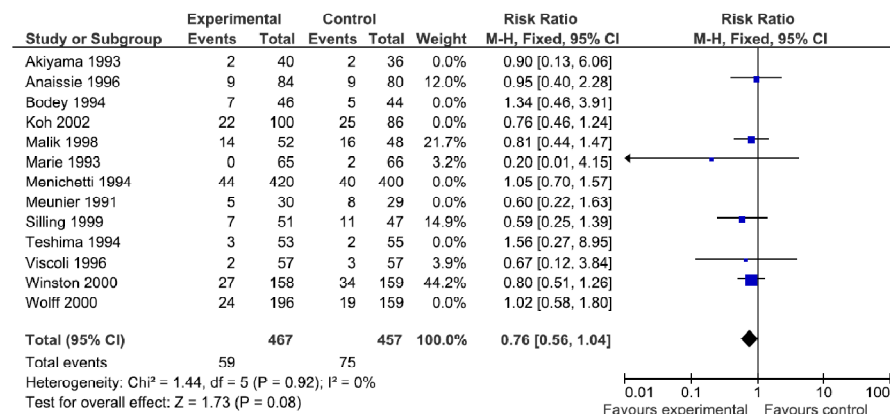 Experimental Control Risk Ratio Risk Ratio
Study or Subgroup Events Total Events Total Weight M-H, Fixed, 95% CI M-H, Fixed, 95% CI
Akiyama 1993 2 40 2 36 0.0% 0.90 [0.13, 6.06]
Anaissie 1996 9 84 9 80 12.0% 0.95 [0.40, 2.28]
Bodey 1994 7 46 5 44 0.0% 1.34 [0.46, 3.91]
Koh 2002 22 100 25 86 0.0% 0.76 [0.46, 1.24]
Malik 1998 14 52 16 48 21.7% 0.81 [0.44, 1.47]
Marie 1993 0 65 2 66 3.2% 0.20 [0.01, 4.15]
Menichetti 1994 44 420 40 400 0.0% 1.05 [0.70, 1.57]
Meunier 1991 5 30 8 29 0.0% 0.60 [0.22, 1.63]
Silling 1999 7 51 11 47 14.9% 0.59 [0.25, 1.39]
Teshima 1994 3 53 2 55 0.0% 1.56 [0.27, 8.95]
Viscoli 1996 2 57 3 57 3.9% 0.67 [0.12, 3.84]
Winston 2000 27 158 34 159 44.2% 0.80 [0.51, 1.26]
Wolff 2000 24 196 19 159 0.0% 1.02 [0.58, 1.80]
Total (95% CI) 467 457 100.0% 0.76 [0.56, 1.04]
Total events 59 75
Heterogeneity: Chi² = 1.44, df = 5 (P = 0.92); I² = 0%
Test for overall effect: Z = 1.73 (P = 0.08)
0.01 0.1 1 10 100
Favours experimental Favours control